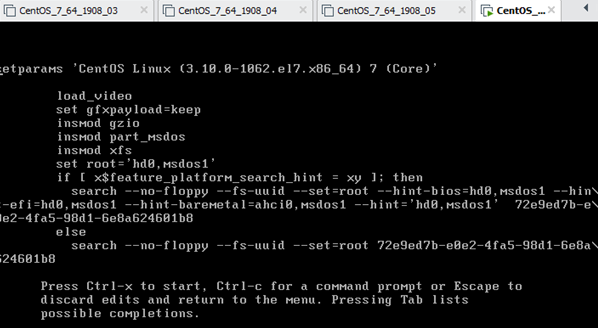 CentOS_7_64_1908_03 CentOS_7_64_1908_04 CentOS_7_64_1908_05 CentOS_...
etparams 'CentOS Linux (3.10.0-1062.el7.x86_64) 7 (Core)'
load_video
set gfxpayload=keep
insmod gzio
insmod part_msdos
insmod xfs
set root='hd0,msdos1'
if [ x$feature_platform_search_hint = xy ]; then
search --no-floppy --fs-uuid --set=root --hint-bios=hd0,msdos1 --hin\
t-efi=hd0,msdos1 --hint-baremetal=ahci0,msdos1 --hint='hd0,msdos1' 72e9ed7b-e\
0e2-4fa5-98d1-6e8a624601b8
else
search --no-floppy --fs-uuid --set=root 72e9ed7b-e0e2-4fa5-98d1-6e8a\
624601b8
Press Ctrl-x to start, Ctrl-c for a command prompt or Escape to
discard edits and return to the menu. Pressing Tab lists
possible completions.